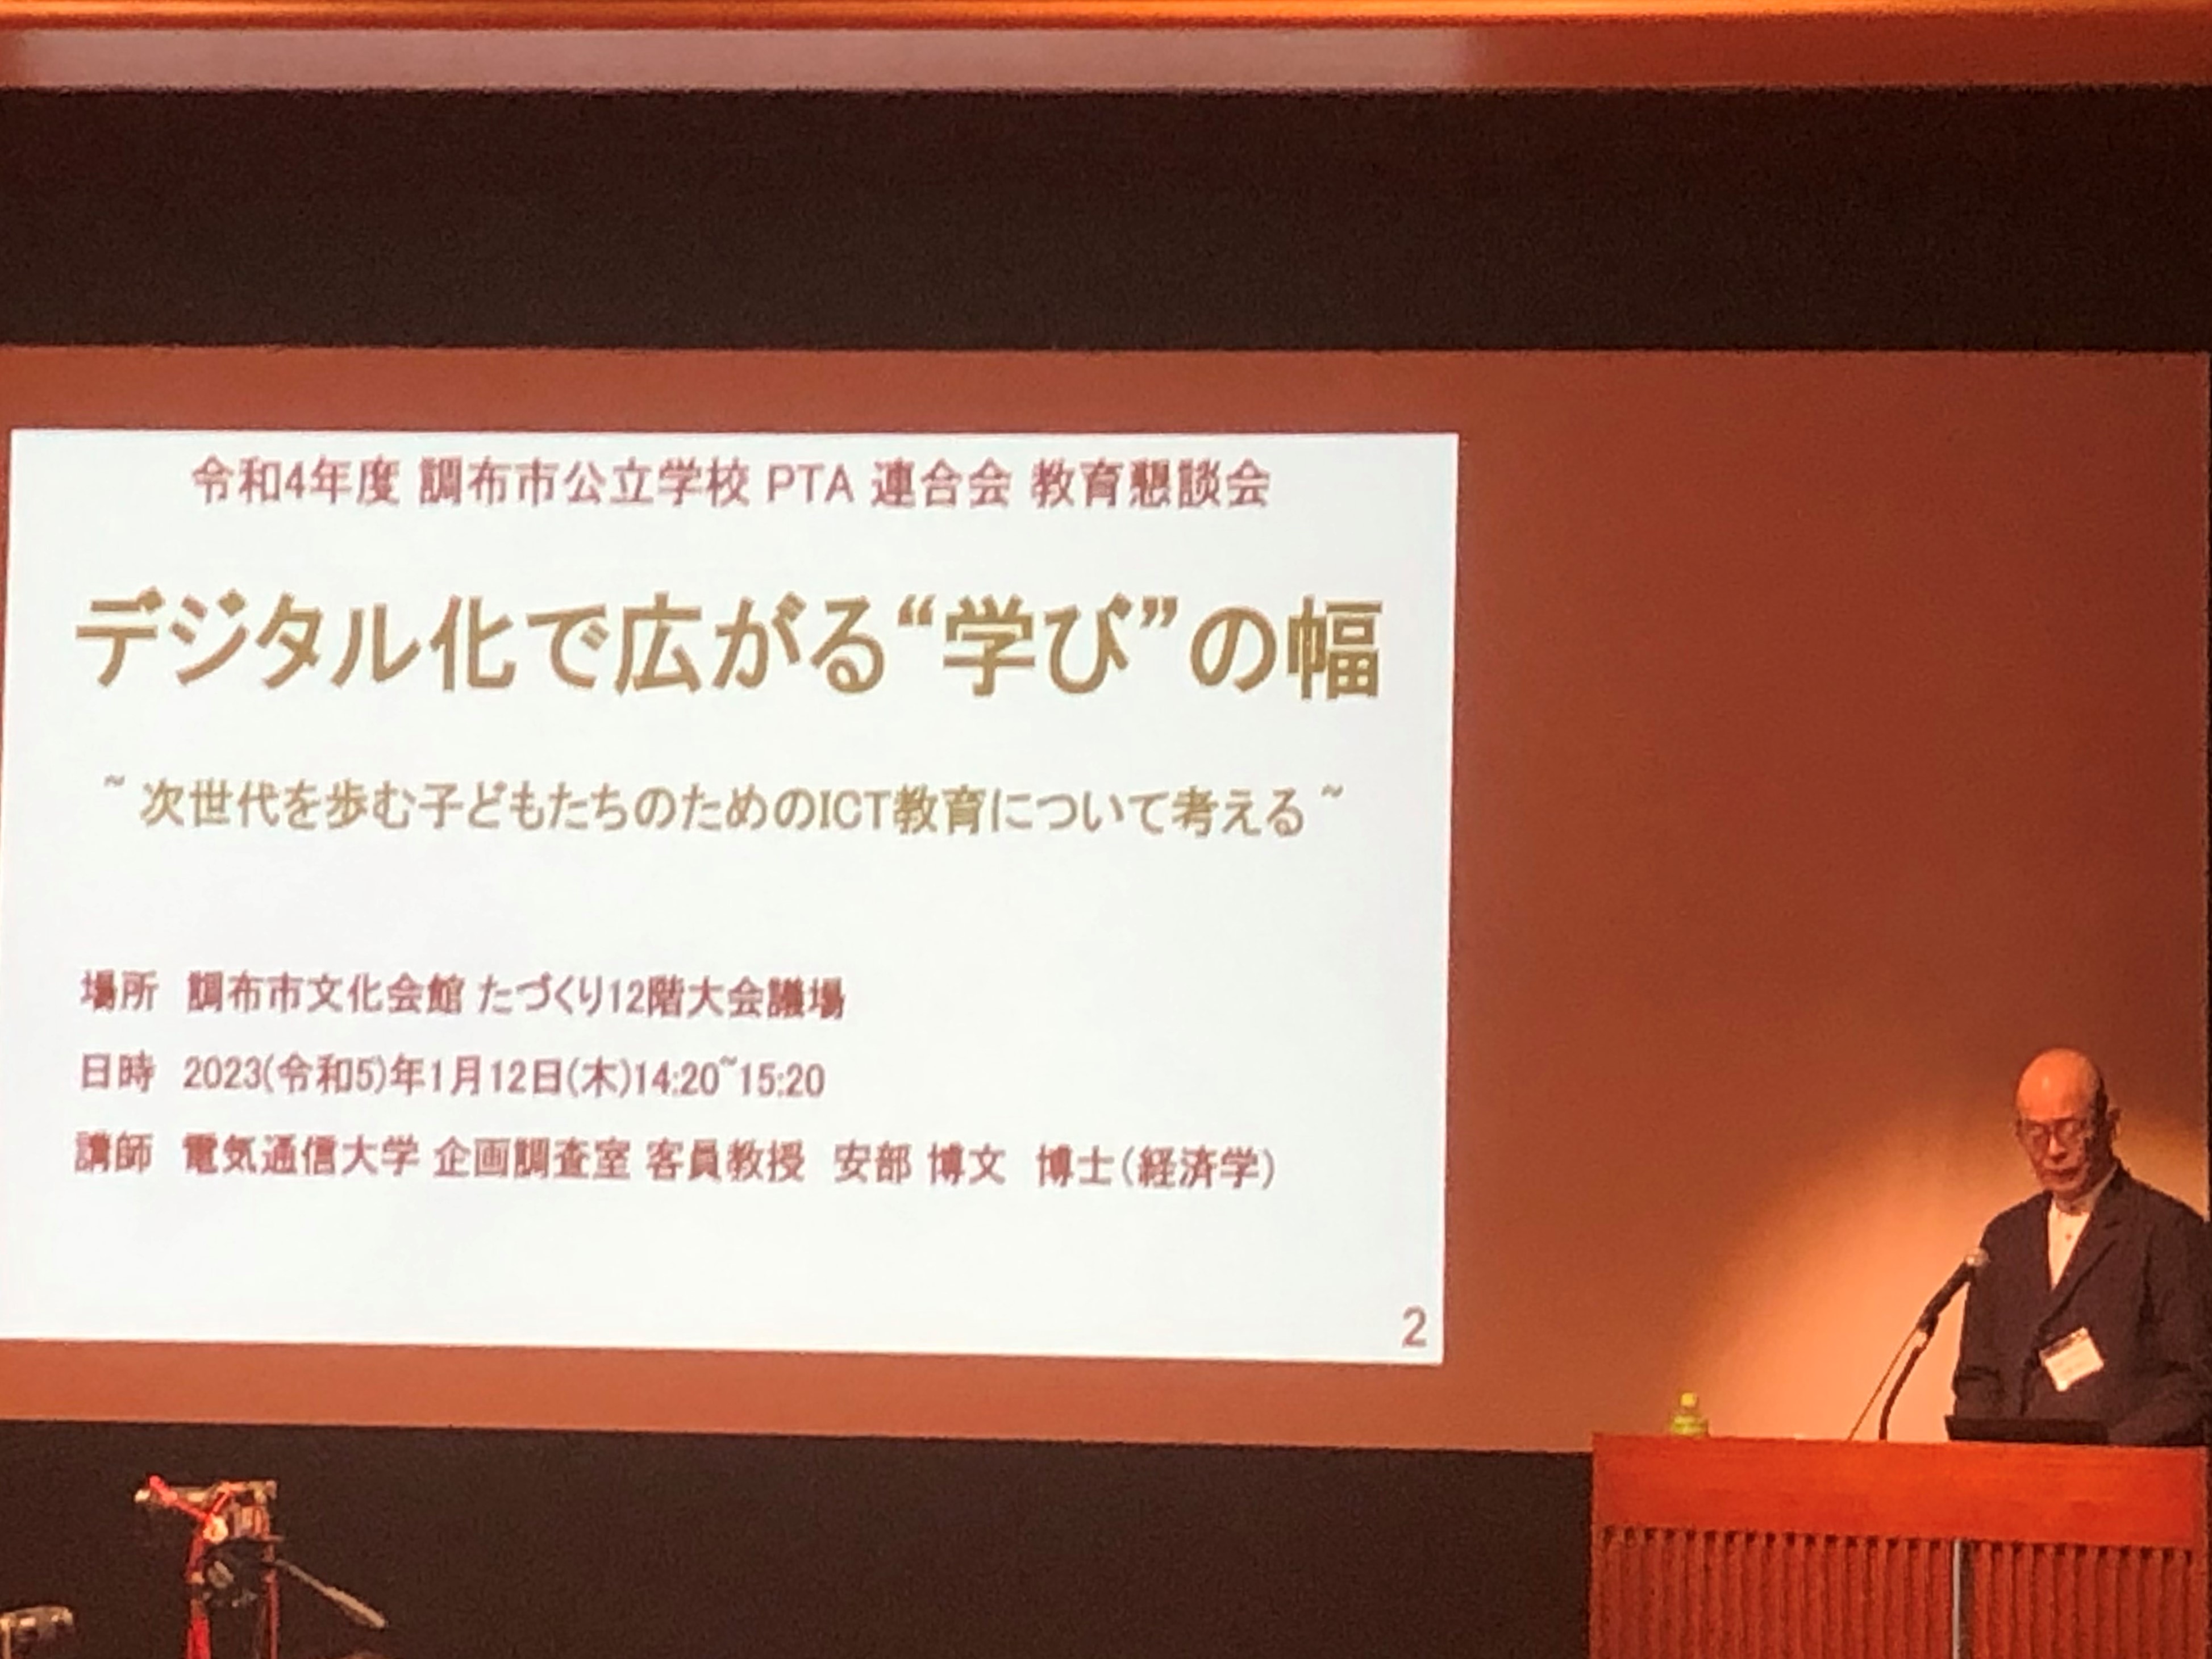 令和4年度 調布市公立学校 PTA 連合会 教育懇談会
デジタル化で広がる“学び”の幅
~ 次世代を歩む子どもたちのためのICT教育について考える ~
場所 調布市文化会館 たづくり12階大会議場
日時 2023(令和5)年1月12日(木)14:20~15:20
講師 電気通信大学 企画調査室 客員教授 安部 博文 博士(経済学)
2